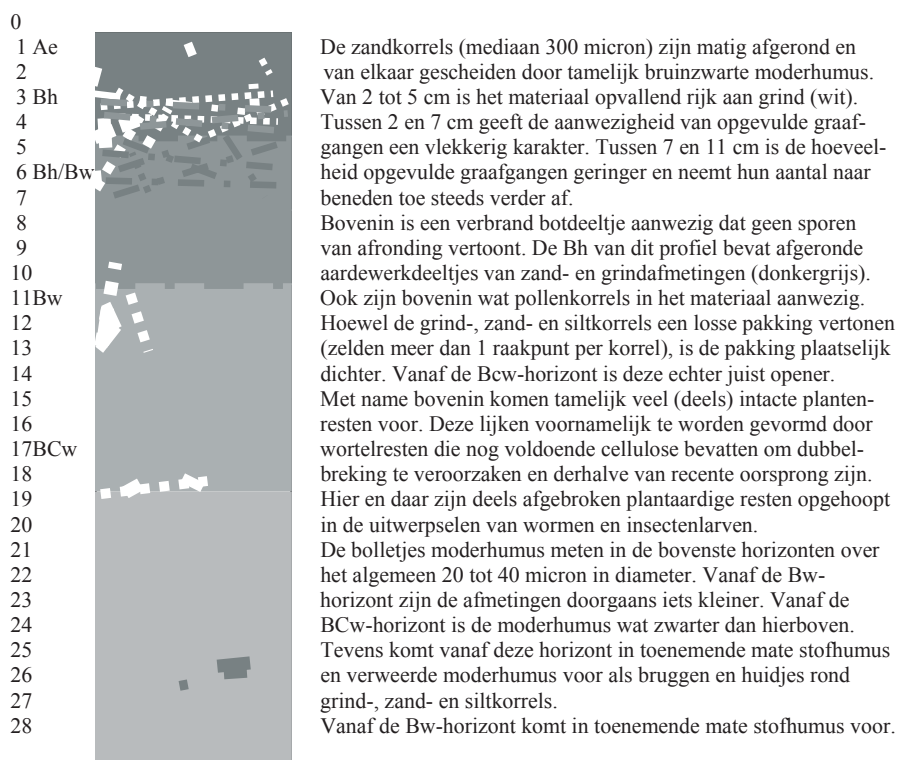 0
1 Ae De zandkorrels (mediaan 300 micron) zijn matig afgerond en
2 van elkaar gescheiden door tamelijk bruinzwarte moderhumus.
3 Bh Van 2 tot 5 cm is het materiaal opvallend rijk aan grind (wit).
4 Tussen 2 en 7 cm geeft de aanwezigheid van opgevulde graaf-
5 gangen een vlekkerig karakter. Tussen 7 en 11 cm is de hoeveel-
6 Bh/Bw heid opgevulde graafgangen geringer en neemt hun aantal naar
7 beneden toe steeds verder af.
8 Bovenin is een verbrand botdeeltje aanwezig dat geen sporen
9 van afronding vertoont. De Bh van dit profiel bevat afgeronde
10 aardewerkdeeltjes van zand- en grindafmetingen (donkergrijs).
11Bw Ook zijn bovenin wat pollenkorrels in het materiaal aanwezig.
12 Hoewel de grind-, zand- en siltkorrels een losse pakking vertonen
13 (zelden meer dan 1 raakpunt per korrel), is de pakking plaatselijk
14 dichter. Vanaf de Bcw-horizont is deze echter juist opener.
15 Met name bovenin komen tamelijk veel (deels) intacte planten-
16 resten voor. Deze lijken voornamelijk te worden gevormd door
17BCw wortelresten die nog voldoende cellulose bevatten om dubbel-
18 breking te veroorzaken en derhalve van recente oorsprong zijn.
19 Hier en daar zijn deels afgebroken plantaardige resten opgehoopt
20 in de uitwerpselen van wormen en insectenlarven.
21 De bolletjes moderhumus meten in de bovenste horizonten over
22 het algemeen 20 tot 40 micron in diameter. Vanaf de Bw-
23 horizont zijn de afmetingen doorgaans iets kleiner. Vanaf de
24 BCw-horizont is de moderhumus wat zwarter dan hierboven.
25 Tevens komt vanaf deze horizont in toenemende mate stofhumus
26 en verweerde moderhumus voor als bruggen en huidjes rond
27 grind-, zand- en siltkorrels.
28 Vanaf de Bw-horizont komt in toenemende mate stofhumus voor.